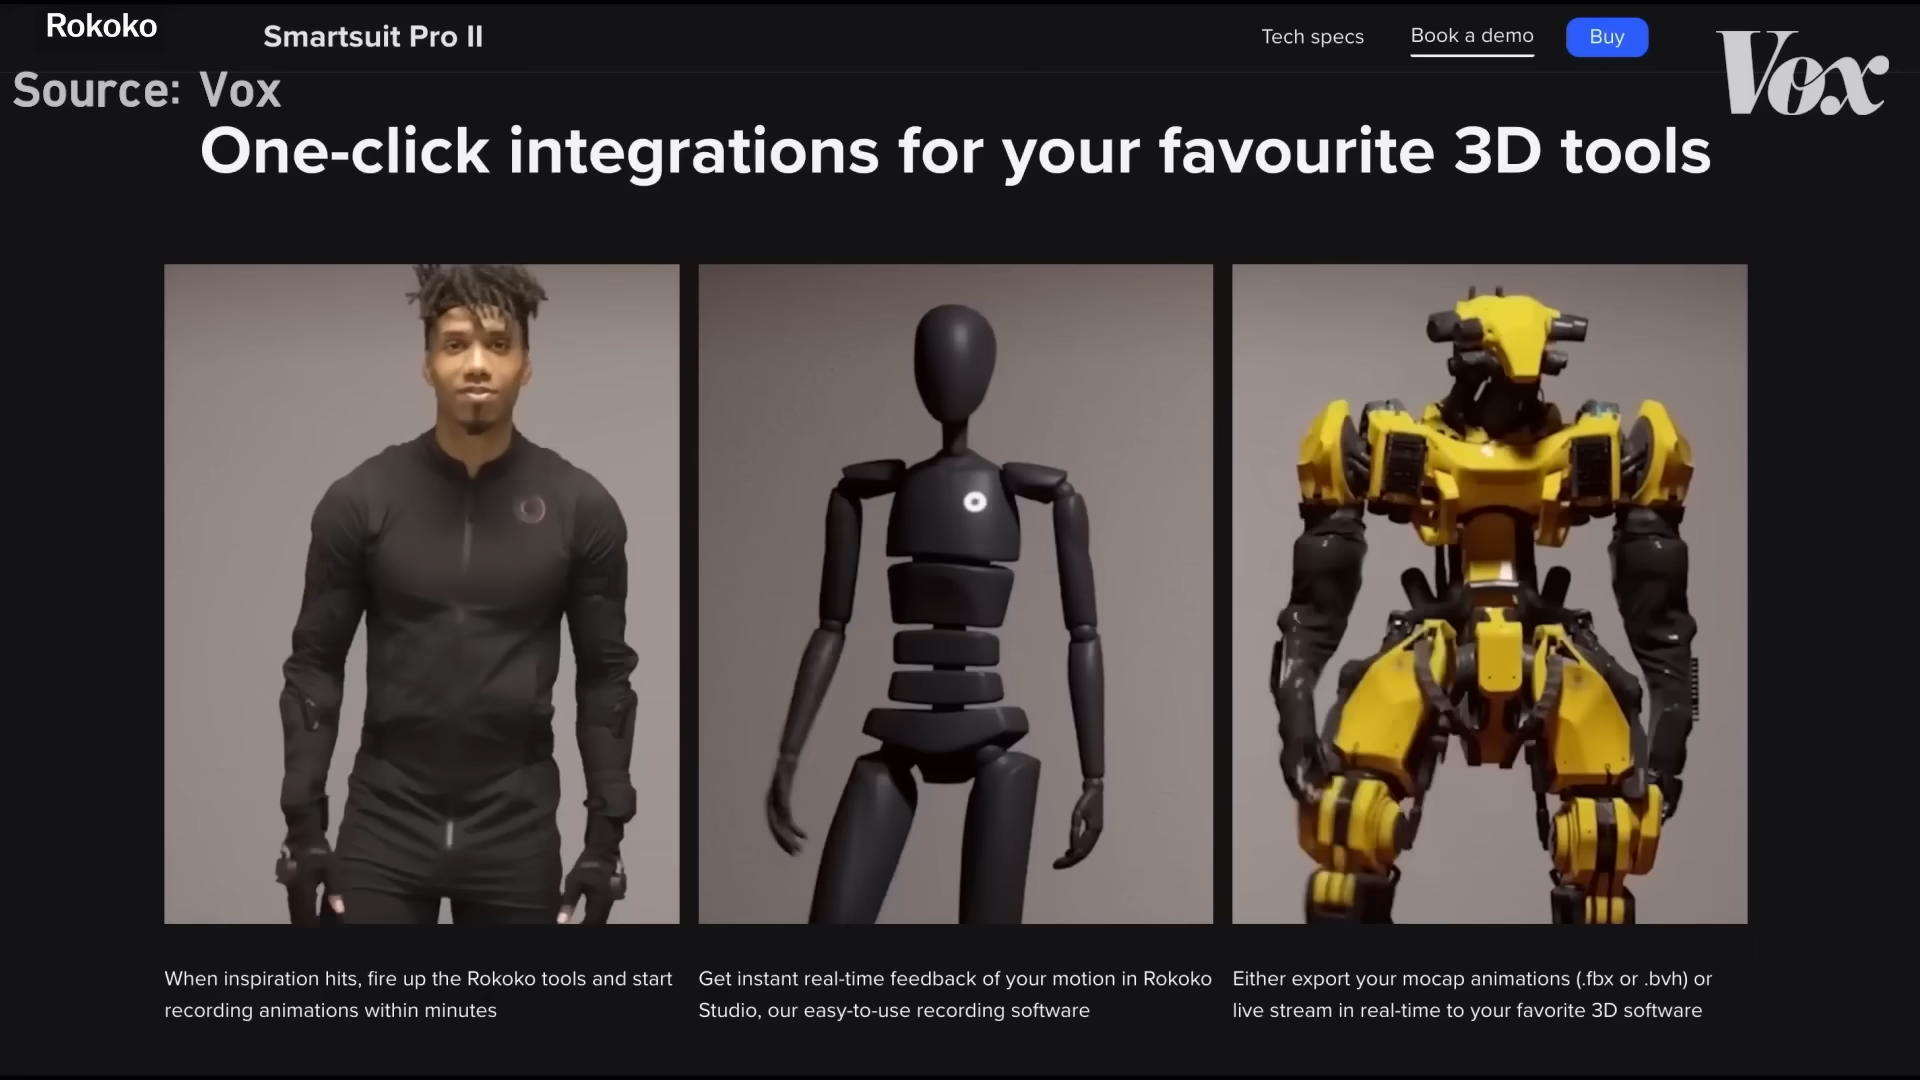 Rokoko
Smartsuit Pro II
Tech specs
Book a demo
Buy
Vox
Source: Vox
One-click integrations for your favourite 3D tools
When inspiration hits, fire up the Rokoko tools and start
recording animations within minutes
Get instant real-time feedback of your motion in Rokoko
Studio, our easy-to-use recording software
Either export your mocap animations (.fbx or .bvh) or
live stream in real-time to your favorite 3D software